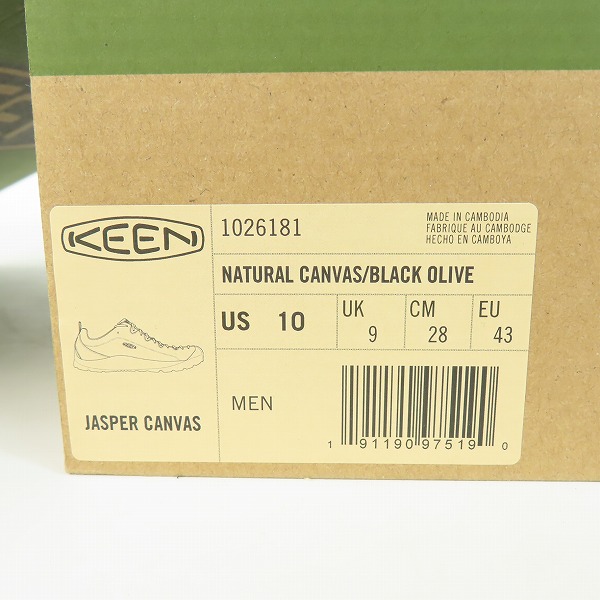 KEEN
1026181
MADE IN CAMBODIA
FABRIQUE AU CAMBODGE
HECHO EN CAMBOYA
NATURAL CANVAS/BLACK OLIVE
US 10
UK 9
CM 28
EU 43
KEEN
JASPER CANVAS
MEN
1 91190 97519 0